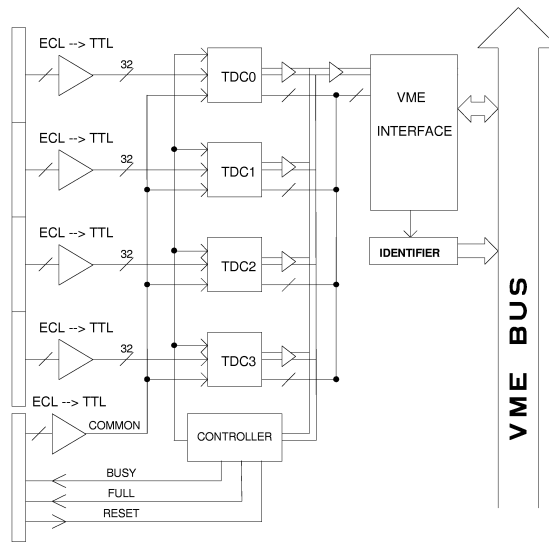 ECL --> TTL
32
TDC0
VME
INTERFACE
ECL --> TTL
32
TDC1
ECL --> TTL
32
TDC2
IDENTIFIER
ECL --> TTL
32
TDC3
ECL --> TTL
COMMON
CONTROLLER
BUSY
FULL
RESET
VME BUS